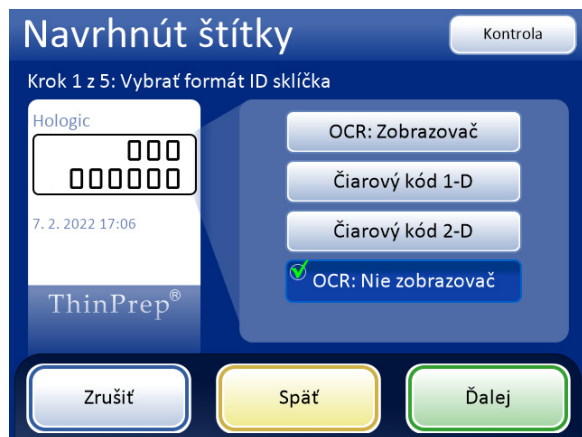 Navrhnúť štítky
Kontrola
Krok 1 z 5: Vybrať formát ID sklíčka
Hologic
000
000000
7. 2. 2022 17:06
ThinPrep®
OCR: Zobrazovač
Čiarový kód 1-D
Čiarový kód 2-D
OCR: Nie zobrazovač
Zrušiť
Späť
Ďalej